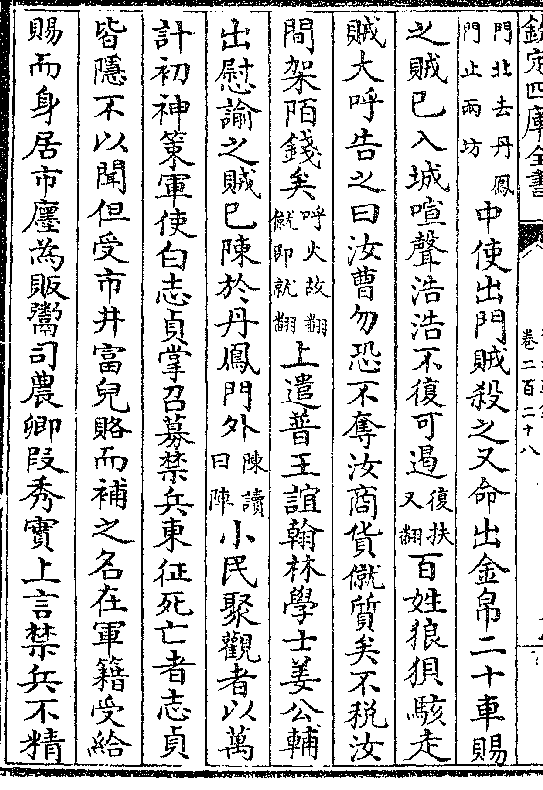 欽定四庫全書
卷二百二十八
門北去丹鳳門止兩坊中使出門賊殺之又命出金帛二十車賜
之賊已入城喧聲浩浩不復可遏復扶又翻百姓狼狽駭走
賊大呼告之曰汝曹勿恐不奪汝商貨僦質矣不稅汝
間架陌錢矣呼火故翻僦即就翻上遣普王誼翰林學士姜公輔
出慰諭之賊已陳於丹鳳門外陳讀曰陣小民聚觀者以萬
計初神策軍使白志貞掌召募禁兵東征死亡者志貞
皆隱不以聞但受市井富兒賂而補之名在軍籍受給
賜而身居市廛為販鬻司農卿段秀實上言禁兵不精